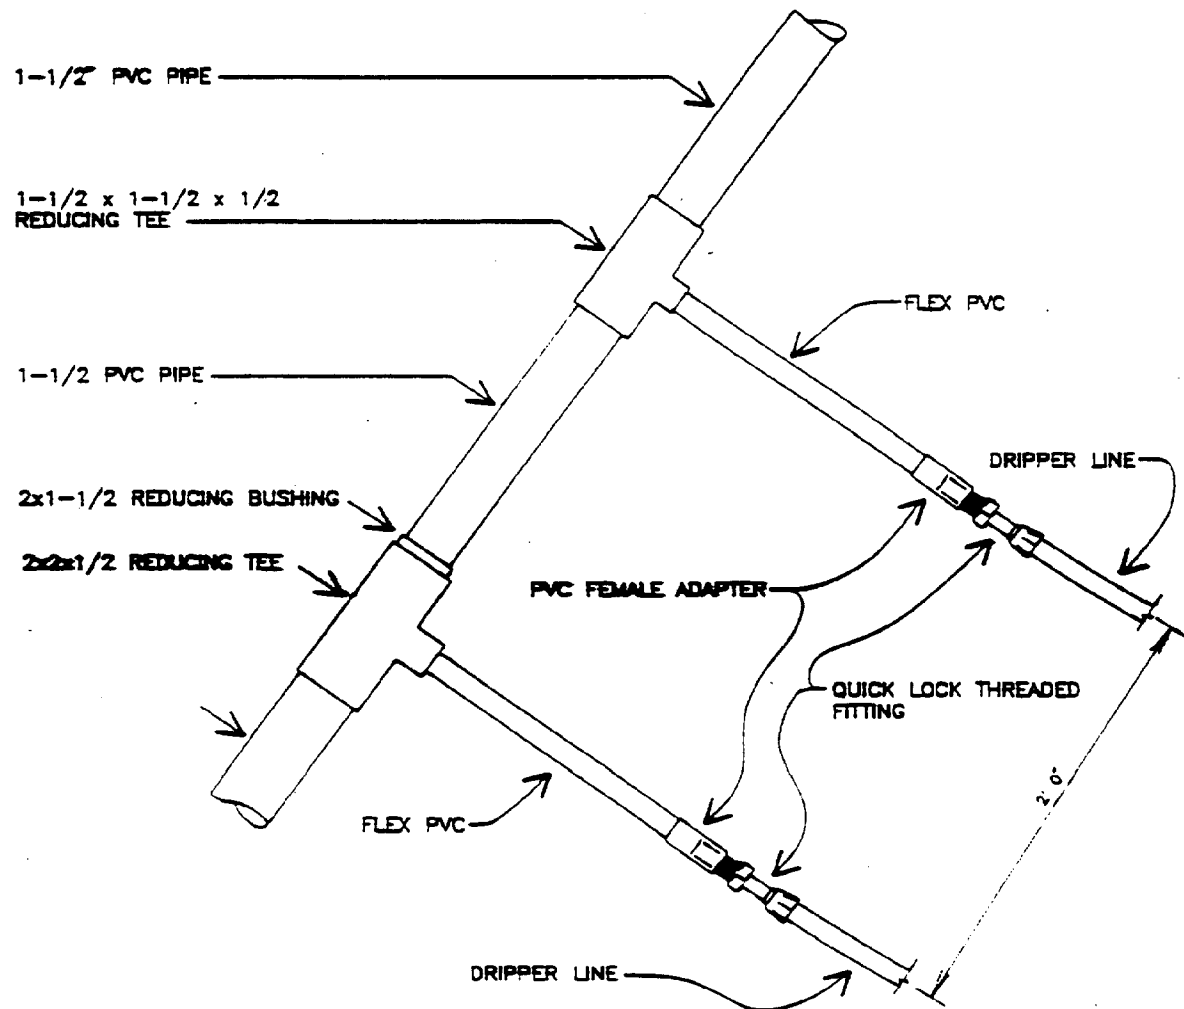 1-1/2" PVC PIPE
1-1/2 x 1-1/2 x 1/2
REDUCING TEE
FLEX PVC
1-1/2 PVC PIPE
DRIPPER LINE
2x1-1/2 REDUCING BUSHING
2x2x1/2 REDUCING TEE
PVC FEMALE ADAPTER
QUICK LOCK THREADED
FITTING
2' 0"
FLEX PVC
DRIPPER LINE